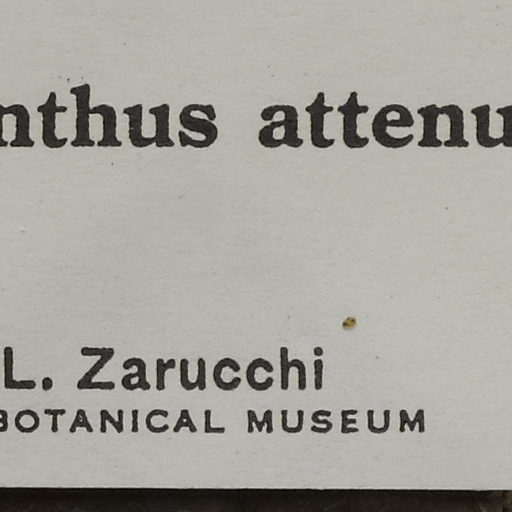 nthus attenu
L. Zarucchi
BOTANICAL MUSEUM